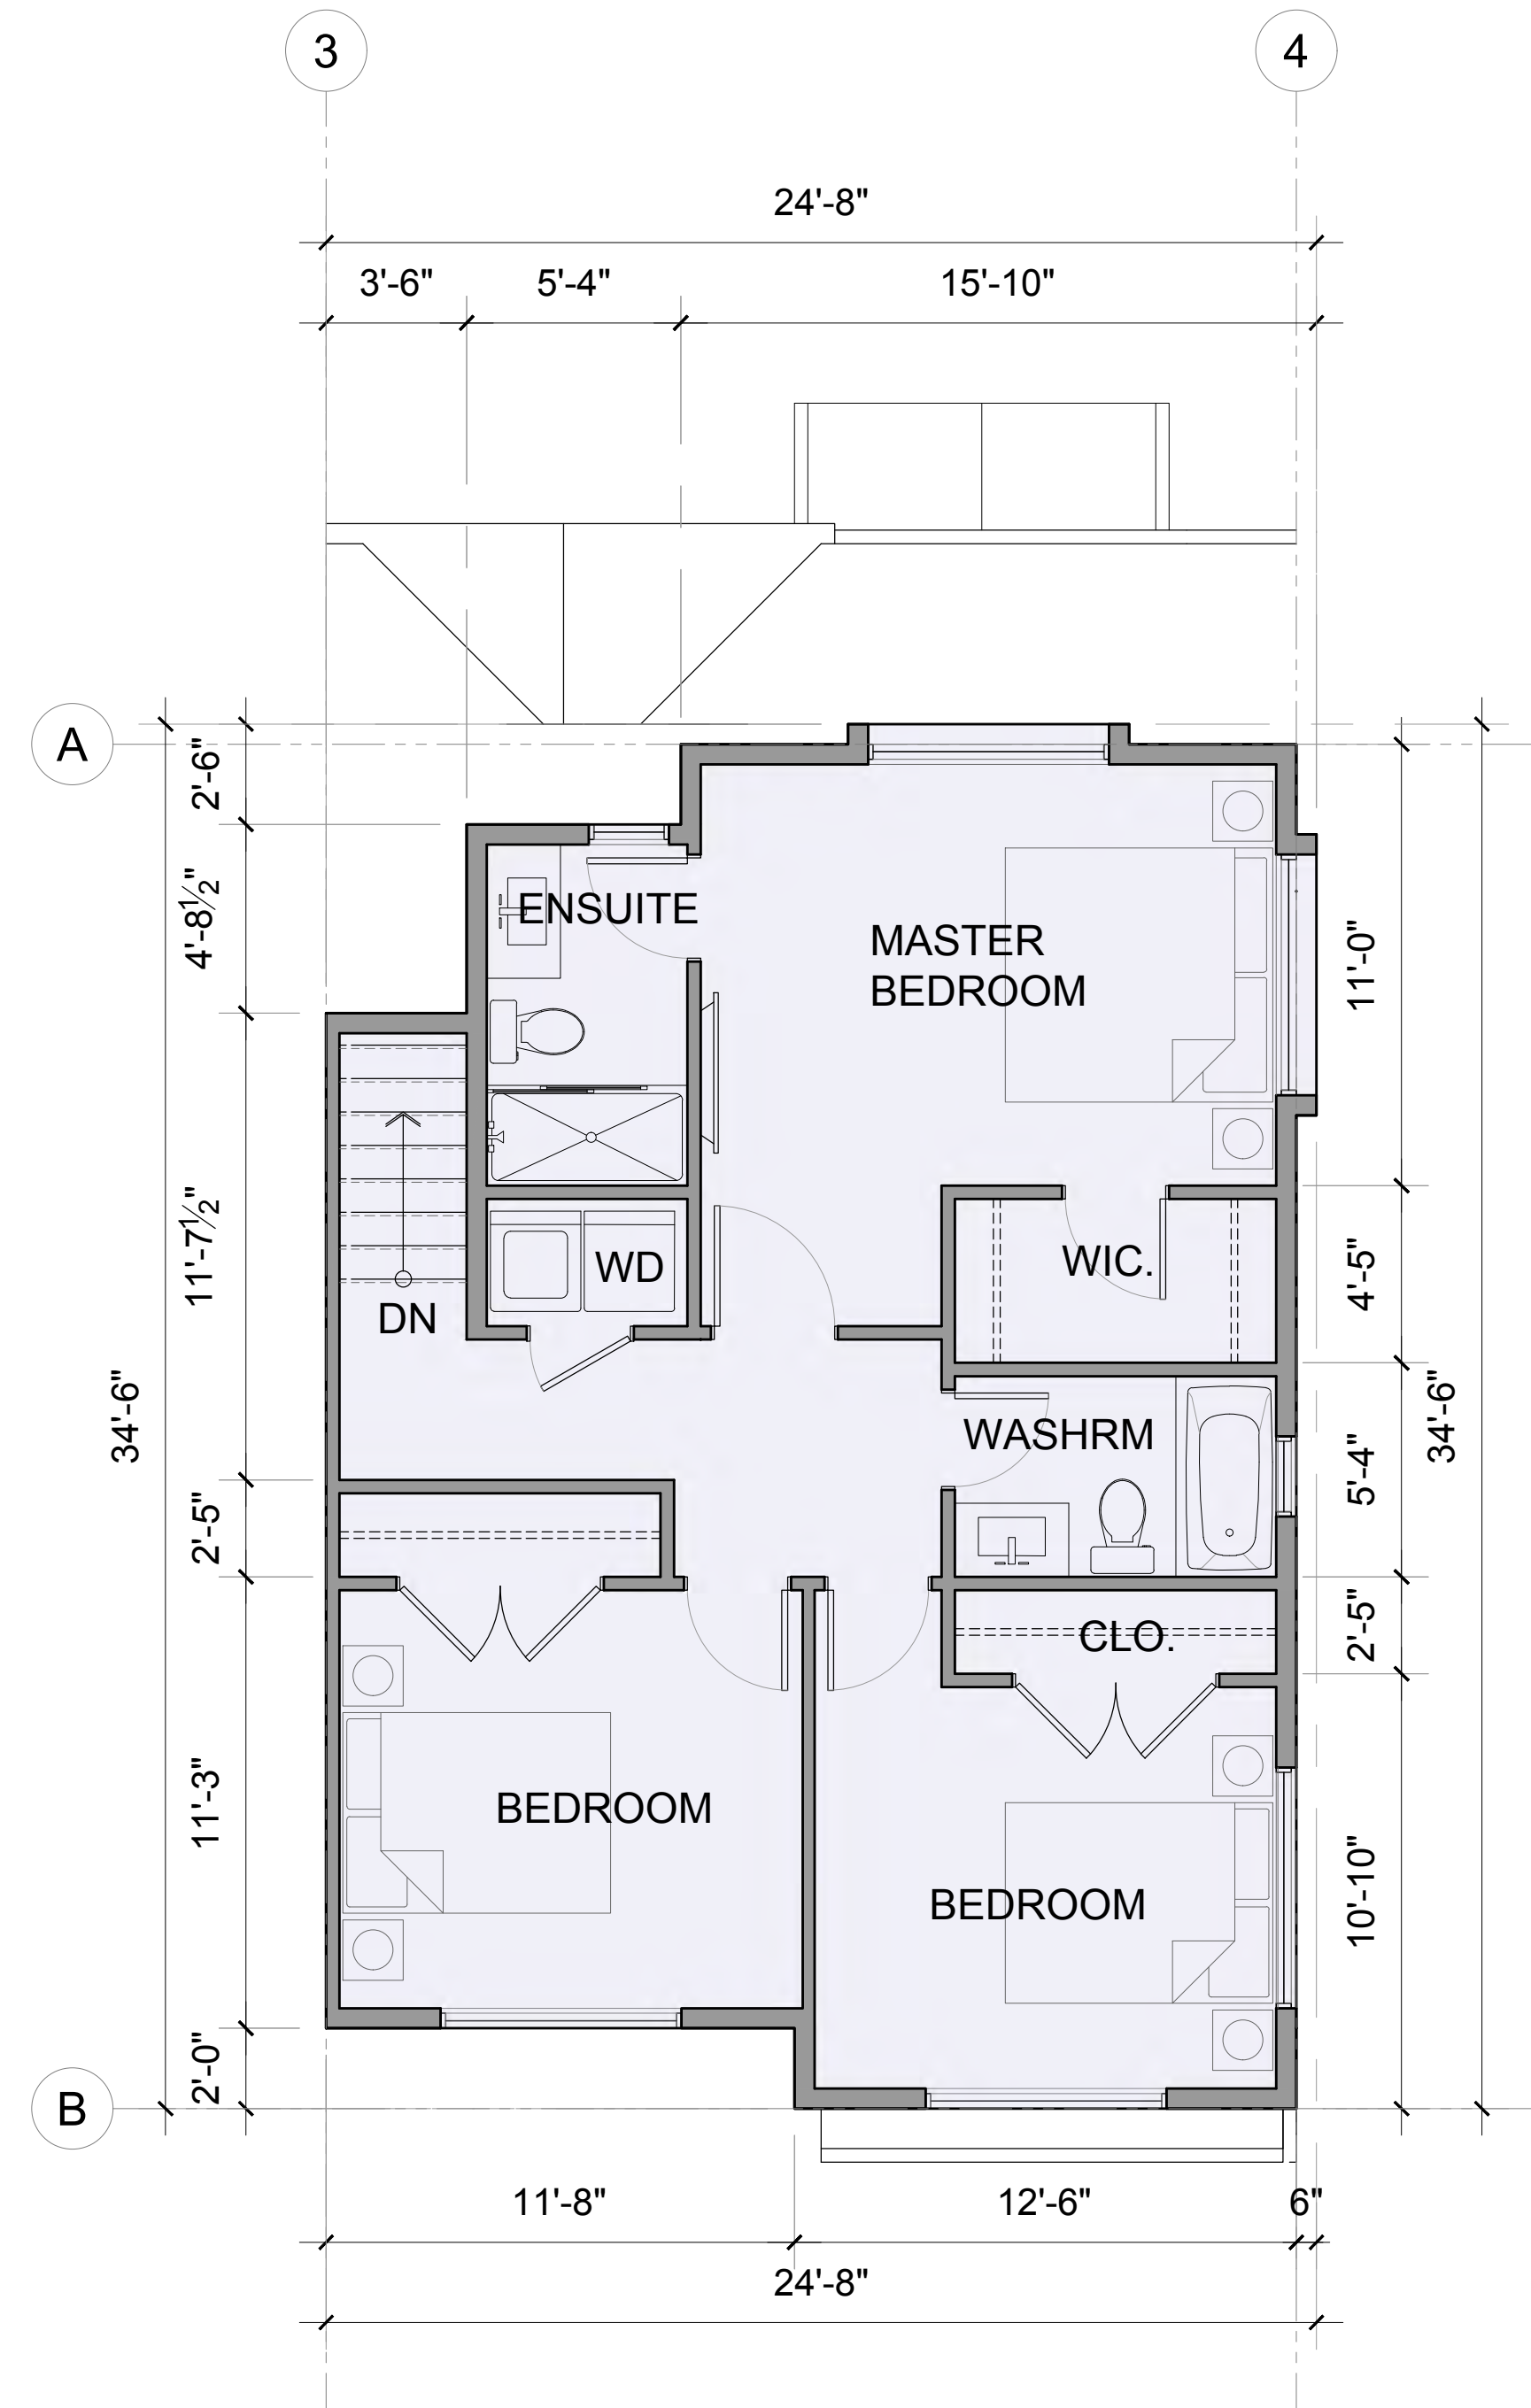 3
4
24'-8"
3'-6"
5'-4"
15'-10"
A
2'-6"
ENSUITE
4'-8½"
MASTER
BEDROOM
11'-0"
11'-7½"
WD
WIC.
4'-5"
DN
34'-6"
34'-6"
WASHRM
5'-4"
2'-5"
CLO.
2'-5"
11'-3"
BEDROOM
BEDROOM
10'-10"
2'-0"
B
11'-8"
12'-6"
6"
24'-8"